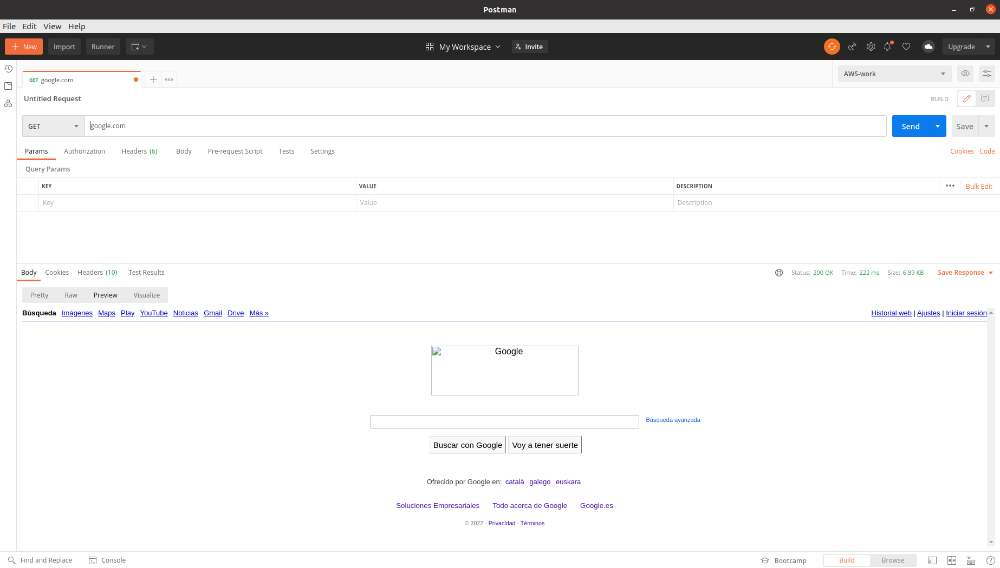 Postman
File Edit View Help
New Import Runner My Workspace Invite Upgrade
GET google.com AWS-work
Untitled Request BUILD
GET google.com Send Save
Params Authorization Headers (6) Body Pre-request Script Tests Settings Cookies Code
Query Params
KEY VALUE DESCRIPTION Bulk Edit
Key Value Description
Body Cookies Headers (10) Test Results Status: 200 OK Time: 222 ms Size: 6.89 KB Save Response
Pretty Raw Preview Visualize
Búsqueda Imágenes Maps Play YouTube Noticias Gmail Drive Más » Historial web | Ajustes | Iniciar sesión
Google
Búsqueda avanzada
Buscar con Google Voy a tener suerte
Ofrecido por Google en: català galego euskara
Soluciones Empresariales Todo acerca de Google Google.es
© 2022 - Privacidad - Términos
Find and Replace Console Bootcamp Build Browse